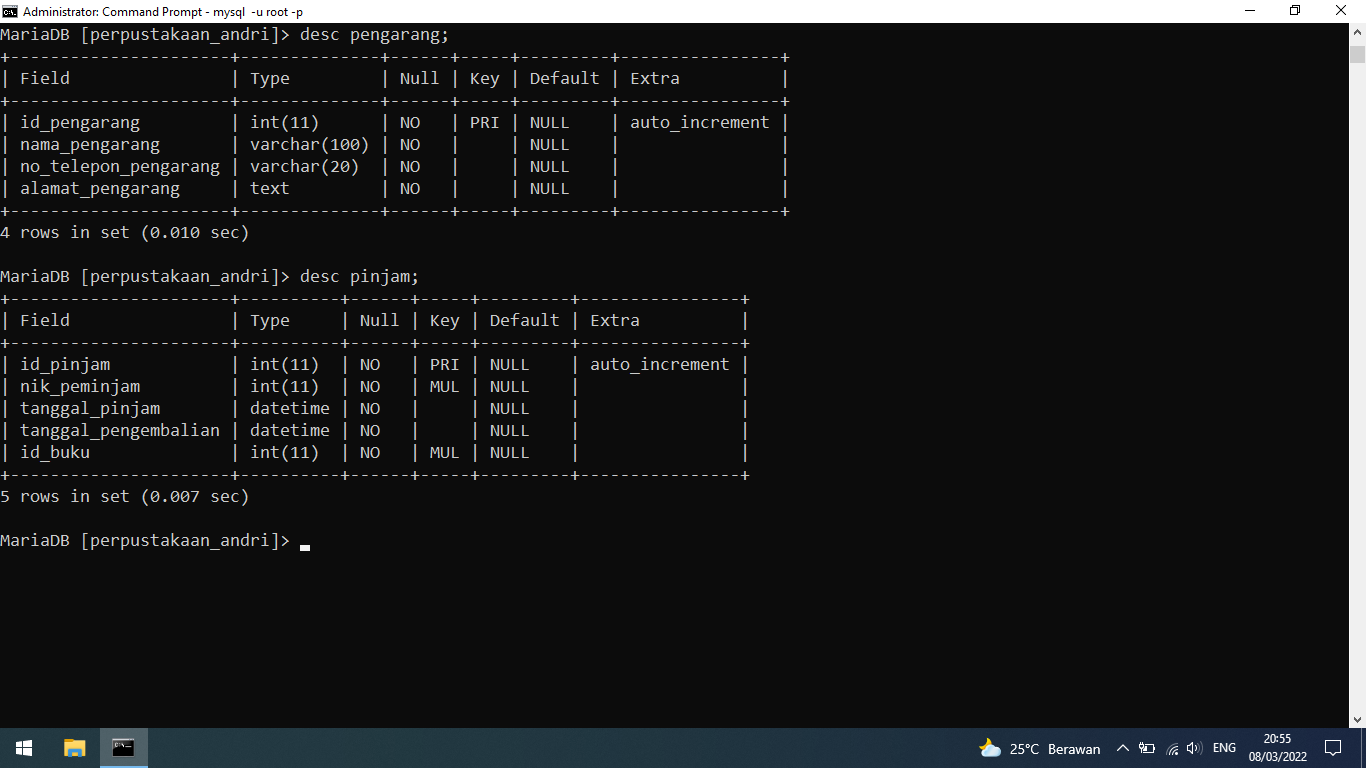 Administrator: Command Prompt - mysql  -u root -p
MariaDB [perpustakaan_andri]> desc pengarang;
+----------------------+--------------+------+-----+---------+----------------+
| Field                | Type         | Null | Key | Default | Extra          |
+----------------------+--------------+------+-----+---------+----------------+
| id_pengarang         | int(11)      | NO   | PRI | NULL    | auto_increment |
| nama_pengarang       | varchar(100) | NO   |     | NULL    |                |
| no_telepon_pengarang | varchar(20)  | NO   |     | NULL    |                |
| alamat_pengarang     | text         | NO   |     | NULL    |                |
+----------------------+--------------+------+-----+---------+----------------+
4 rows in set (0.010 sec)
MariaDB [perpustakaan_andri]> desc pinjam;
+----------------------+----------+------+-----+---------+----------------+
| Field                | Type     | Null | Key | Default | Extra          |
+----------------------+----------+------+-----+---------+----------------+
| id_pinjam            | int(11)  | NO   | PRI | NULL    | auto_increment |
| nik_peminjam         | int(11)  | NO   | MUL | NULL    |                |
| tanggal_pinjam       | datetime | NO   |     | NULL    |                |
| tanggal_pengembalian | datetime | NO   |     | NULL    |                |
| id_buku              | int(11)  | NO   | MUL | NULL    |                |
+----------------------+----------+------+-----+---------+----------------+
5 rows in set (0.007 sec)
MariaDB [perpustakaan_andri]>
25°C Berawan
ENG
20:55
08/03/2022